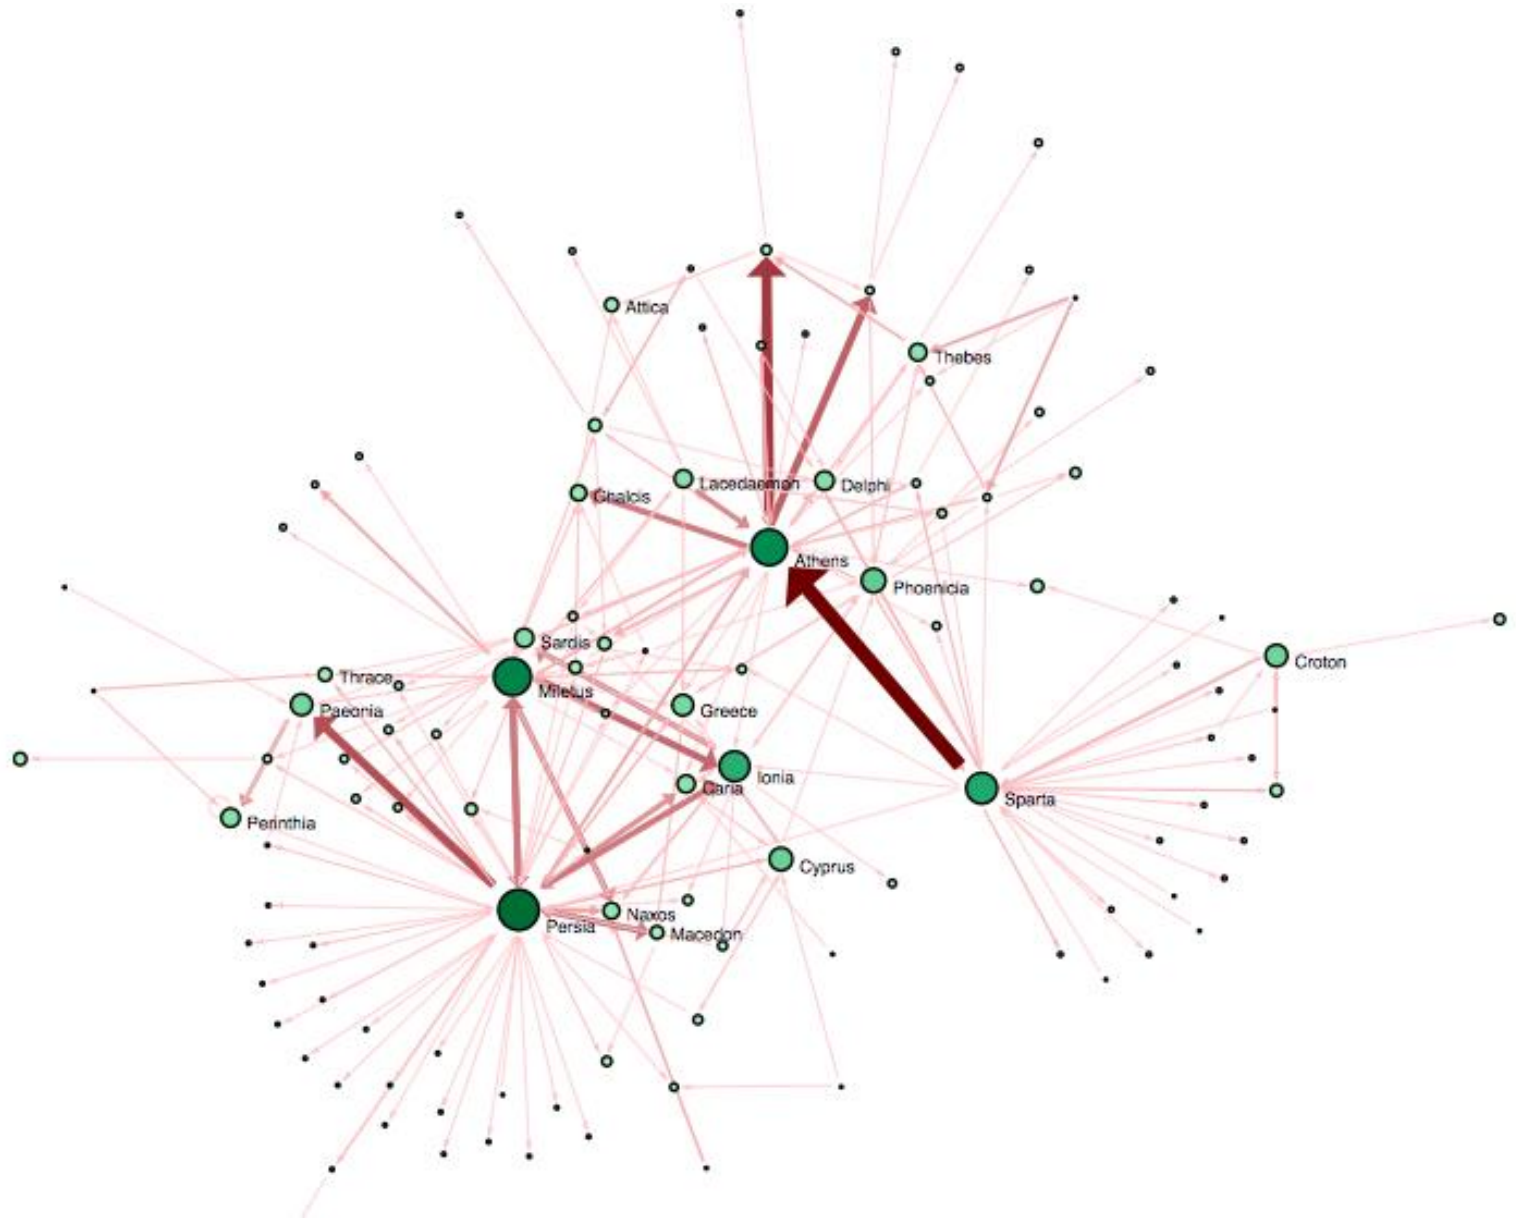 Attica
Thebes
Lacedaemon
Delphi
Chalcis
Athens
Phoenicia
Sardis
Croton
Thrace
Miletus
Paeonia
Greece
Ionia
Caria
Sparta
Perinthia
Cyprus
Naxos
Persia
Macedon